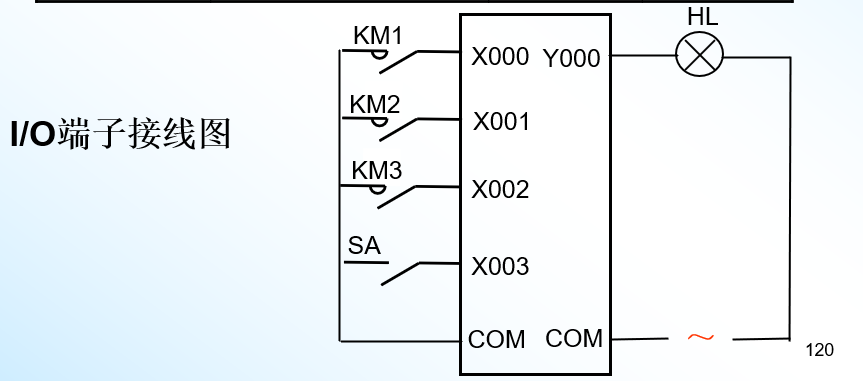 HL
KM1
X000 Y000
KM2
X001
I/O端子接线图
KM3
X002
SA
X003
COM COM
~
120